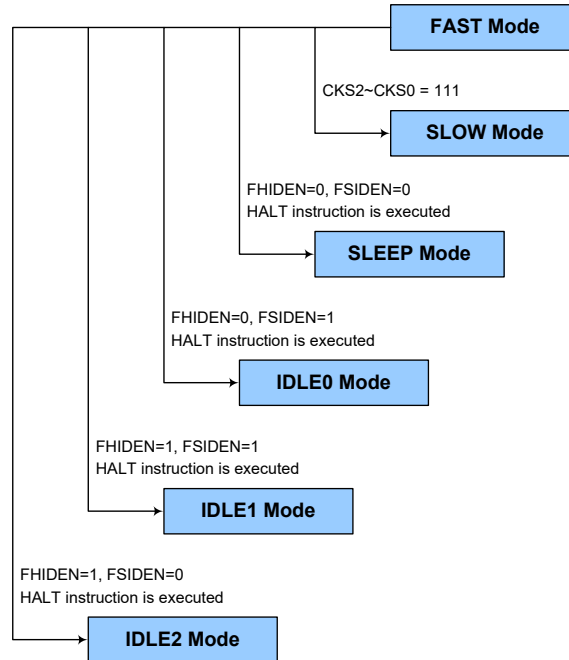 FAST Mode
CKS2~CKS0 = 111
SLOW Mode
FHIDEN=0, FSIDEN=0
HALT instruction is executed
SLEEP Mode
FHIDEN=0, FSIDEN=1
HALT instruction is executed
IDLE0 Mode
FHIDEN=1, FSIDEN=1
HALT instruction is executed
IDLE1 Mode
FHIDEN=1, FSIDEN=0
HALT instruction is executed
IDLE2 Mode